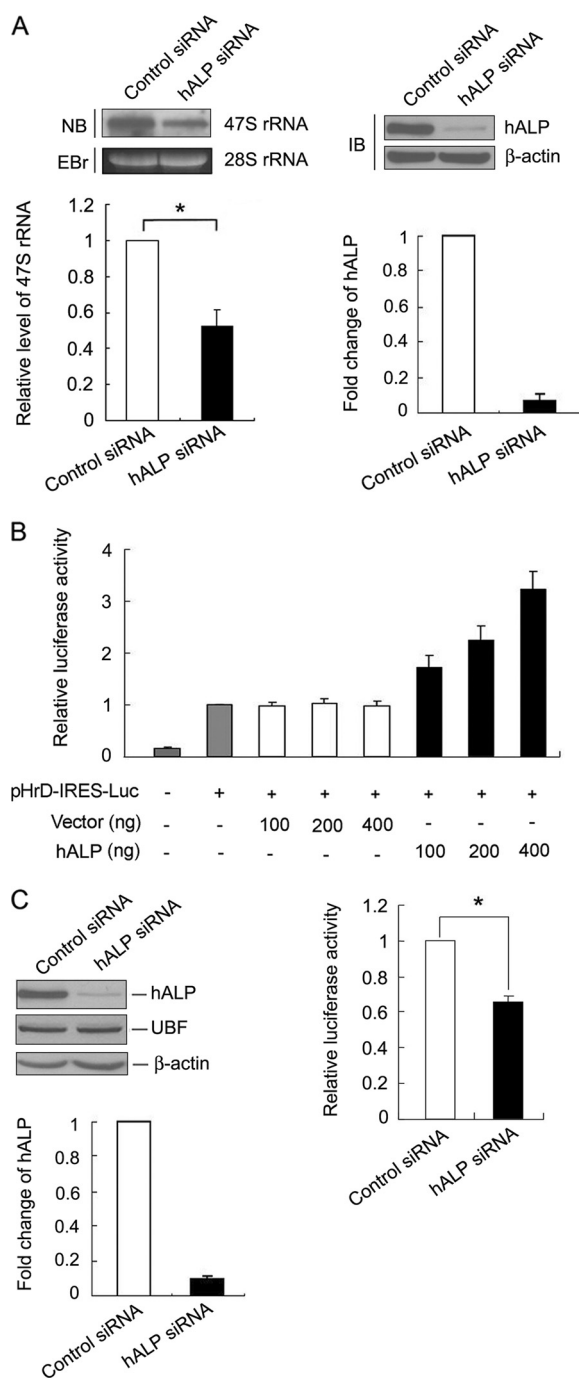 A
Control siRNA
hALP siRNA
NB
47S rRNA
EBr
28S rRNA
Relative level of 47S rRNA
1.2
1
0.8
0.6
0.4
0.2
0
*
Control siRNA
hALP siRNA
Control siRNA
hALP siRNA
IB
hALP
β-actin
Fold change of hALP
1
0.8
0.6
0.4
0.2
0
Control siRNA
hALP siRNA
B
Relative luciferase activity
4
3
2
1
0
pHrD-IRES-Luc - + + + + + + +
Vector (ng) - - 100 200 400 - - -
hALP (ng) - - - - - 100 200 400
C
Control siRNA
hALP siRNA
hALP
UBF
β-actin
Fold change of hALP
1
0.8
0.6
0.4
0.2
0
Control siRNA
hALP siRNA
Relative luciferase activity
1.2
1
0.8
0.6
0.4
0.2
0
*
Control siRNA
hALP siRNA